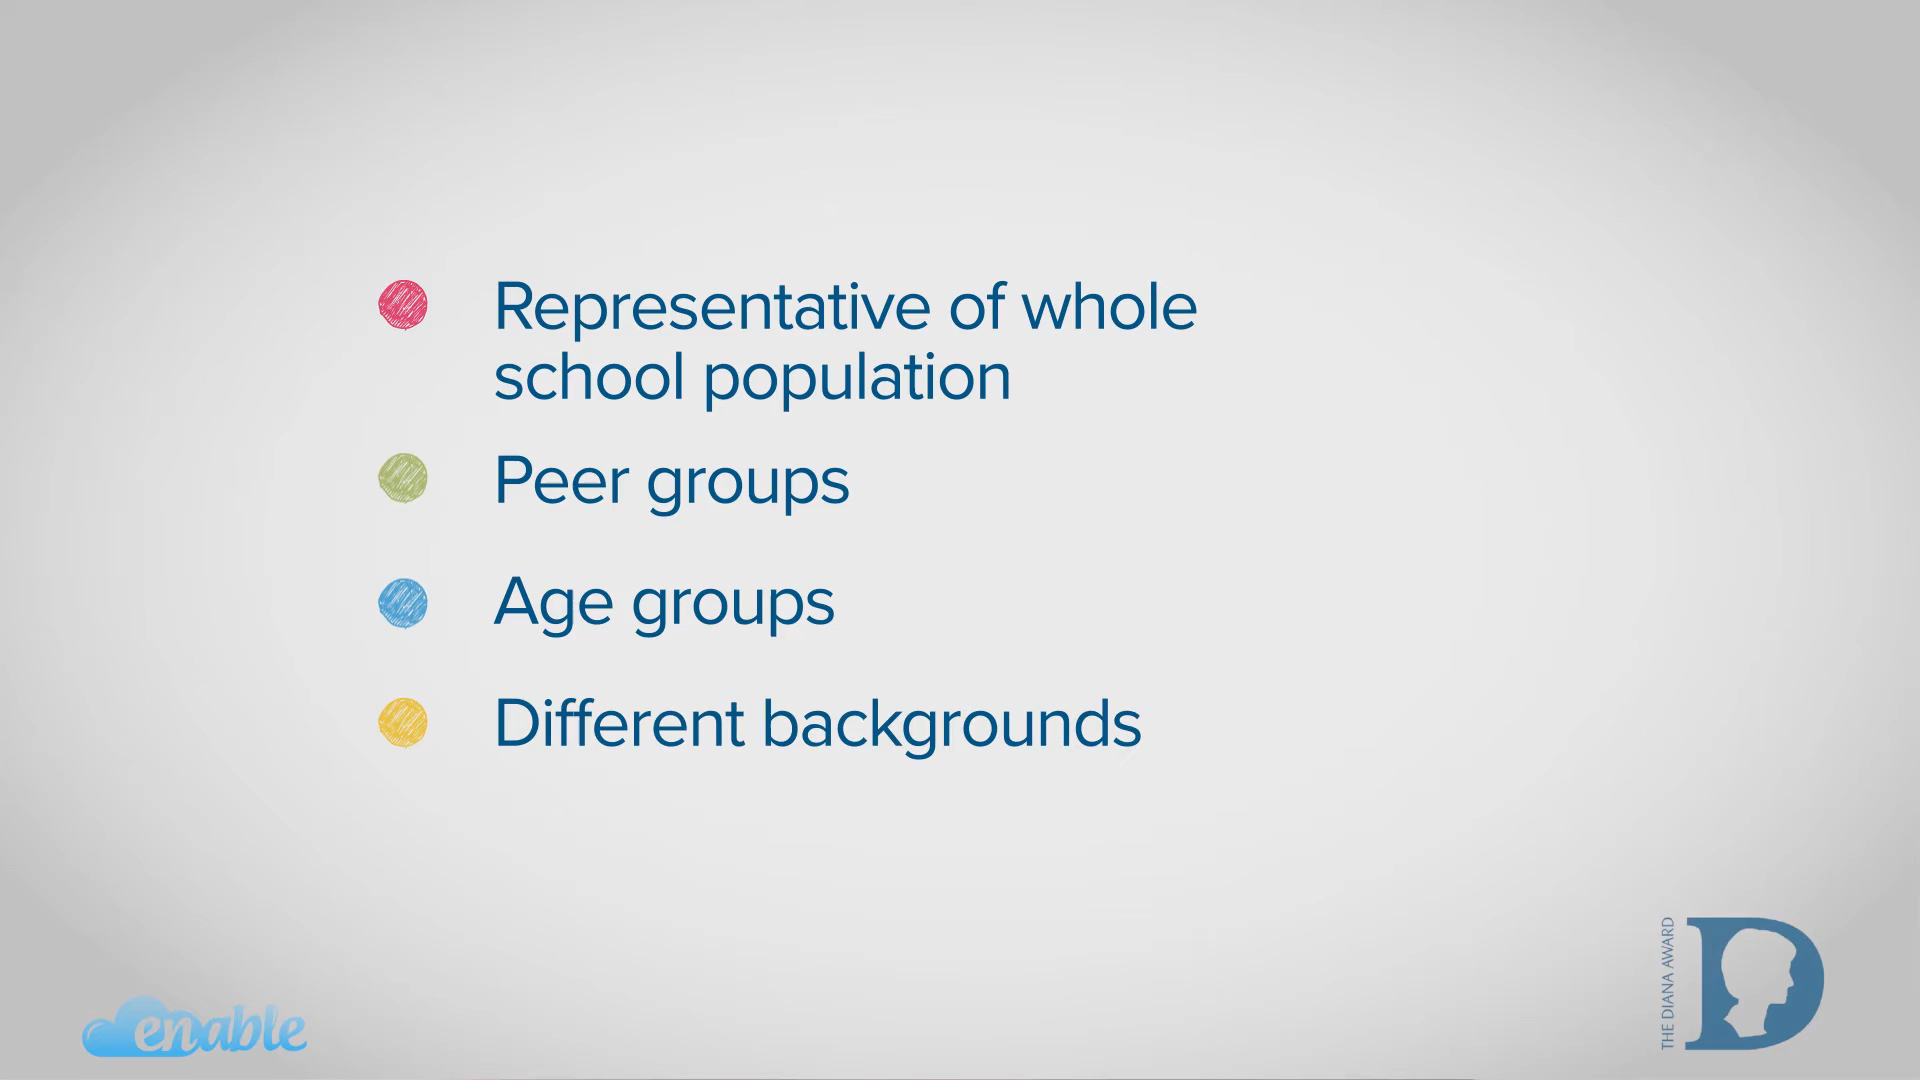 Representative of whole
school population
Peer groups
Age groups
Different backgrounds
enable
THE DIANA AWARD